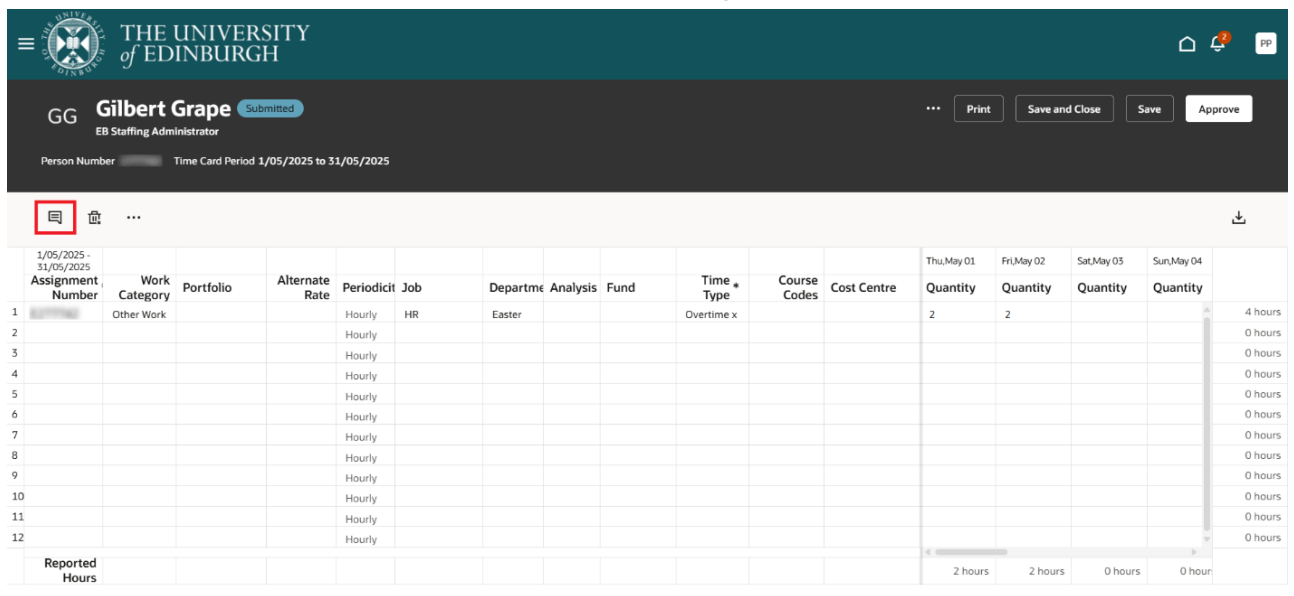 THE UNIVERSITY
of EDINBURGH
THE UNIVERSITY OF EDINBURGH
2
PP
GG Gilbert Grape Submitted
EB Staffing Administrator
... Print Save and Close Save Approve
Person Number Time Card Period 1/05/2025 to 31/05/2025
...
1/05/2025 -
31/05/2025
Thu,May 01 Fri,May 02 Sat,May 03 Sun,May 04
Assignment Number Work Category Portfolio Alternate Rate Periodicit Job Departme Analysis Fund Time Type * Course Codes Cost Centre Quantity Quantity Quantity Quantity
1 Other Work Hourly HR Easter Overtime x 2 2 4 hours
2 Hourly 0 hours
3 Hourly 0 hours
4 Hourly 0 hours
5 Hourly 0 hours
6 Hourly 0 hours
7 Hourly 0 hours
8 Hourly 0 hours
9 Hourly 0 hours
10 Hourly 0 hours
11 Hourly 0 hours
12 Hourly 0 hours
Reported Hours 2 hours 2 hours 0 hours 0 hour